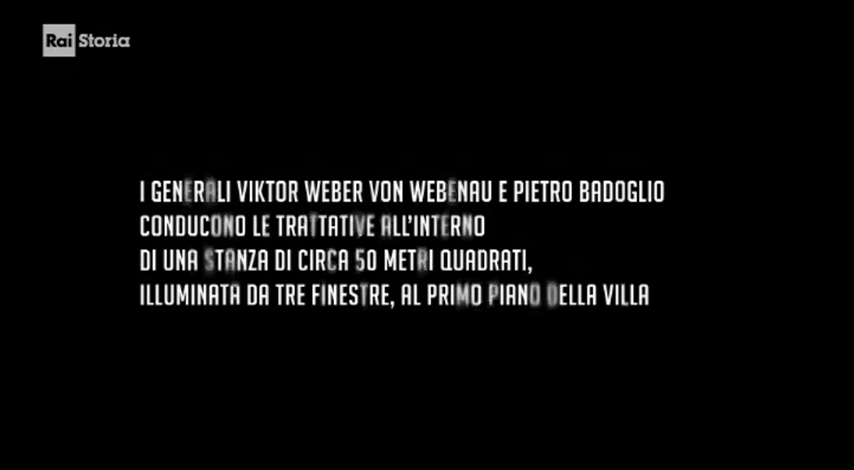 Rai Storia
I GENERALI VIKTOR WEBER VON WEBENAU E PIETRO BADOGLIO
CONDUCONO LE TRATTATIVE ALL'INTERNO
DI UNA STANZA DI CIRCA 50 METRI QUADRATI,
ILLUMINATA DA TRE FINESTRE, AL PRIMO PIANO DELLA VILLA